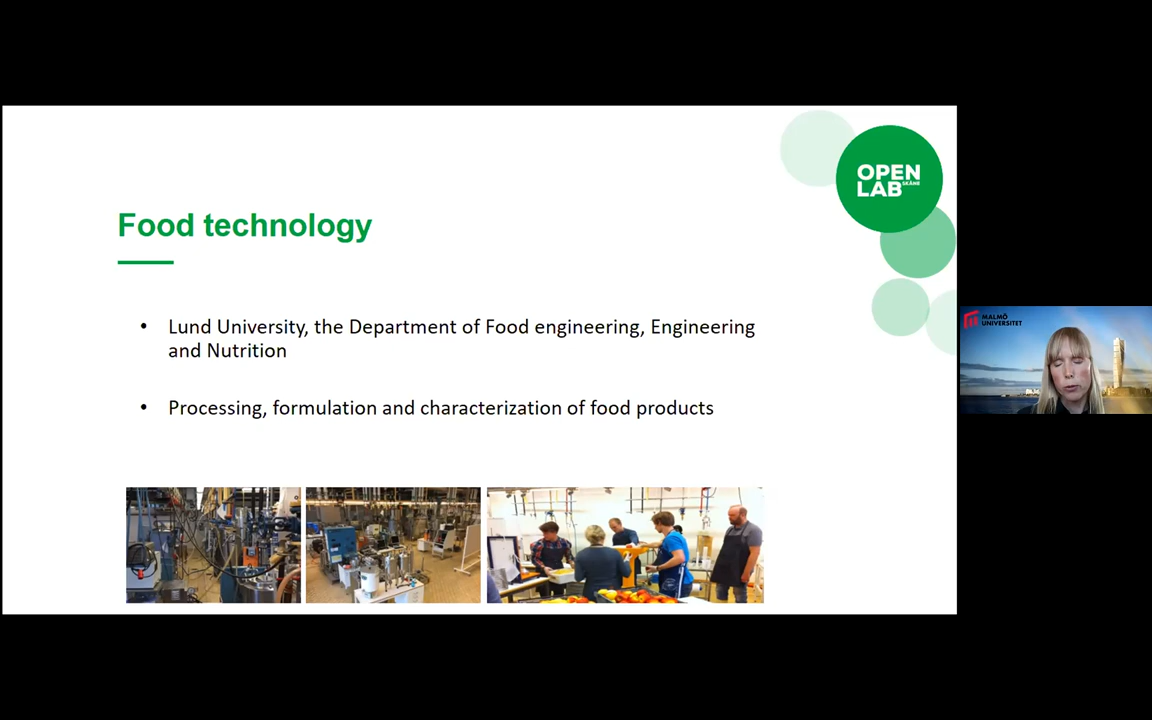 OPEN
LAB SKÅNE
Food technology
• Lund University, the Department of Food engineering, Engineering
and Nutrition
• Processing, formulation and characterization of food products
MALMÖ
UNIVERSITET